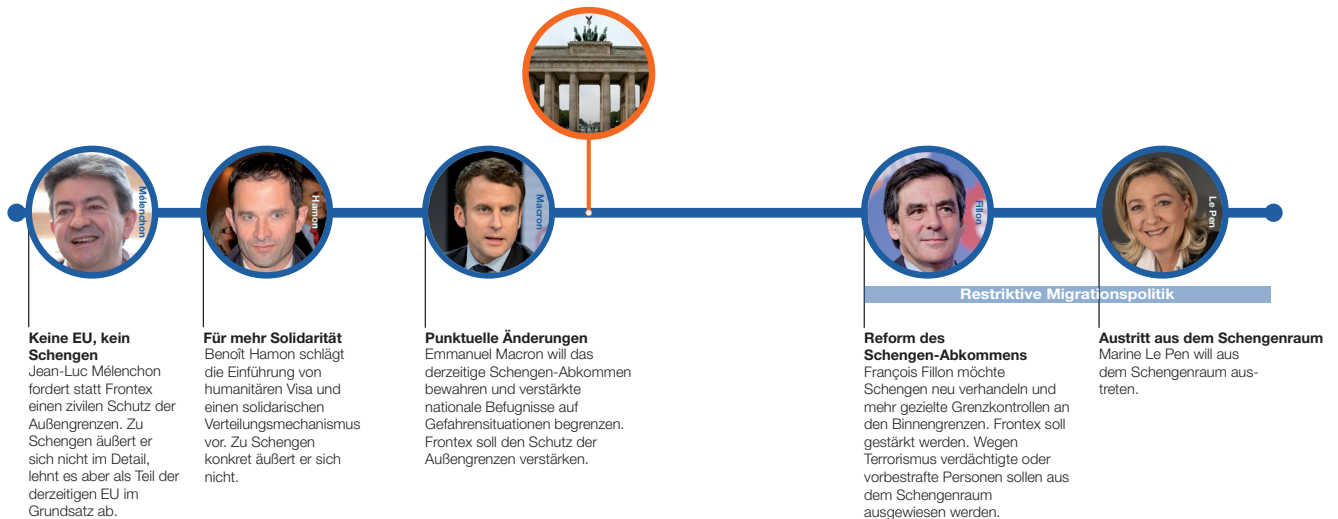 Mélenchon
Hamon
Macron
Fillon
Le Pen
Restriktive Migrationspolitik
Keine EU, kein
Schengen
Jean-Luc Mélenchon
fordert statt Frontex
einen zivilen Schutz der
Außengrenzen. Zu
Schengen äußert er
sich nicht im Detail,
lehnt es aber als Teil der
derzeitigen EU im
Grundsatz ab.
Für mehr Solidarität
Benoît Hamon schlägt
die Einführung von
humanitären Visa und
einen solidarischen
Verteilungsmechanismus
vor. Zu Schengen
konkret äußert er sich
nicht.
Punktuelle Änderungen
Emmanuel Macron will das
derzeitige Schengen-Abkommen
bewahren und verstärkte
nationale Befugnisse auf
Gefahrensituationen begrenzen.
Frontex soll den Schutz der
Außengrenzen verstärken.
Reform des
Schengen-Abkommens
François Fillon möchte
Schengen neu verhandeln und
mehr gezielte Grenzkontrollen an
den Binnengrenzen. Frontex soll
gestärkt werden. Wegen
Terrorismus verdächtigte oder
vorbestrafte Personen sollen aus
dem Schengenraum
ausgewiesen werden.
Austritt aus dem Schengenraum
Marine Le Pen will aus
dem Schengenraum aus-
treten.